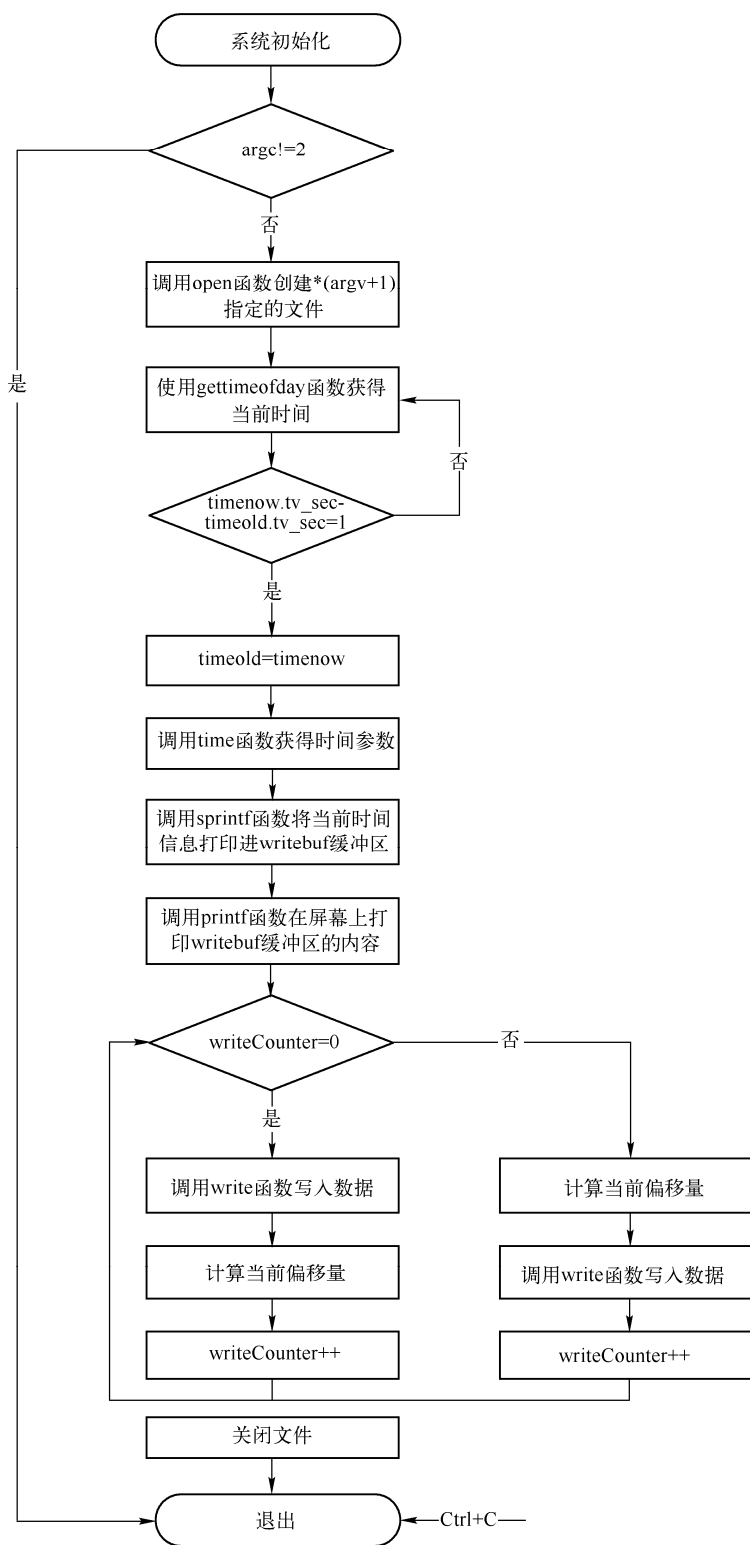 系统初始化
argc!=2
否
调用open函数创建*(argv+1)
指定的文件
是
使用gettimeofday函数获得
当前时间
否
timenow.tv_sec-
timeold.tv_sec=1
是
timeold=timenow
调用time函数获得时间参数
调用sprintf函数将当前时间
信息打印进writebuf缓冲区
调用printf函数在屏幕上打
印writebuf缓冲区的内容
writeCounter=0
否
是
调用write函数写入数据
计算当前偏移量
计算当前偏移量
调用write函数写入数据
writeCounter++
writeCounter++
关闭文件
退出
Ctrl+C